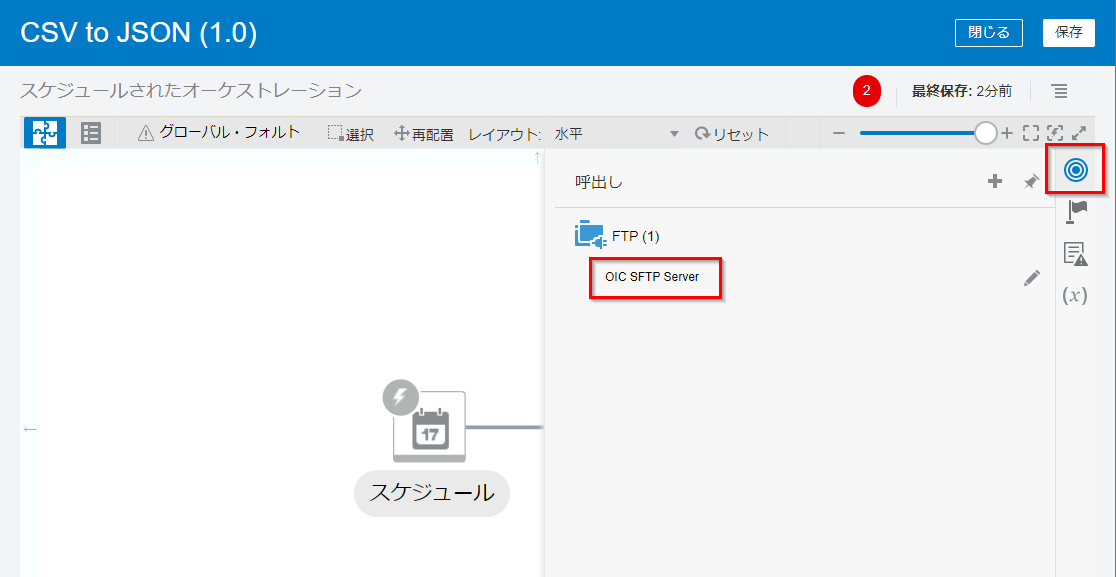 CSV to JSON (1.0)
閉じる
保存
スケジュールされたオーケストレーション
2
最終保存: 2分前
グローバル・フォルト
選択
再配置
レイアウト:
水平
リセット
呼出し
FTP (1)
OIC SFTP Server
(x)
17
スケジュール